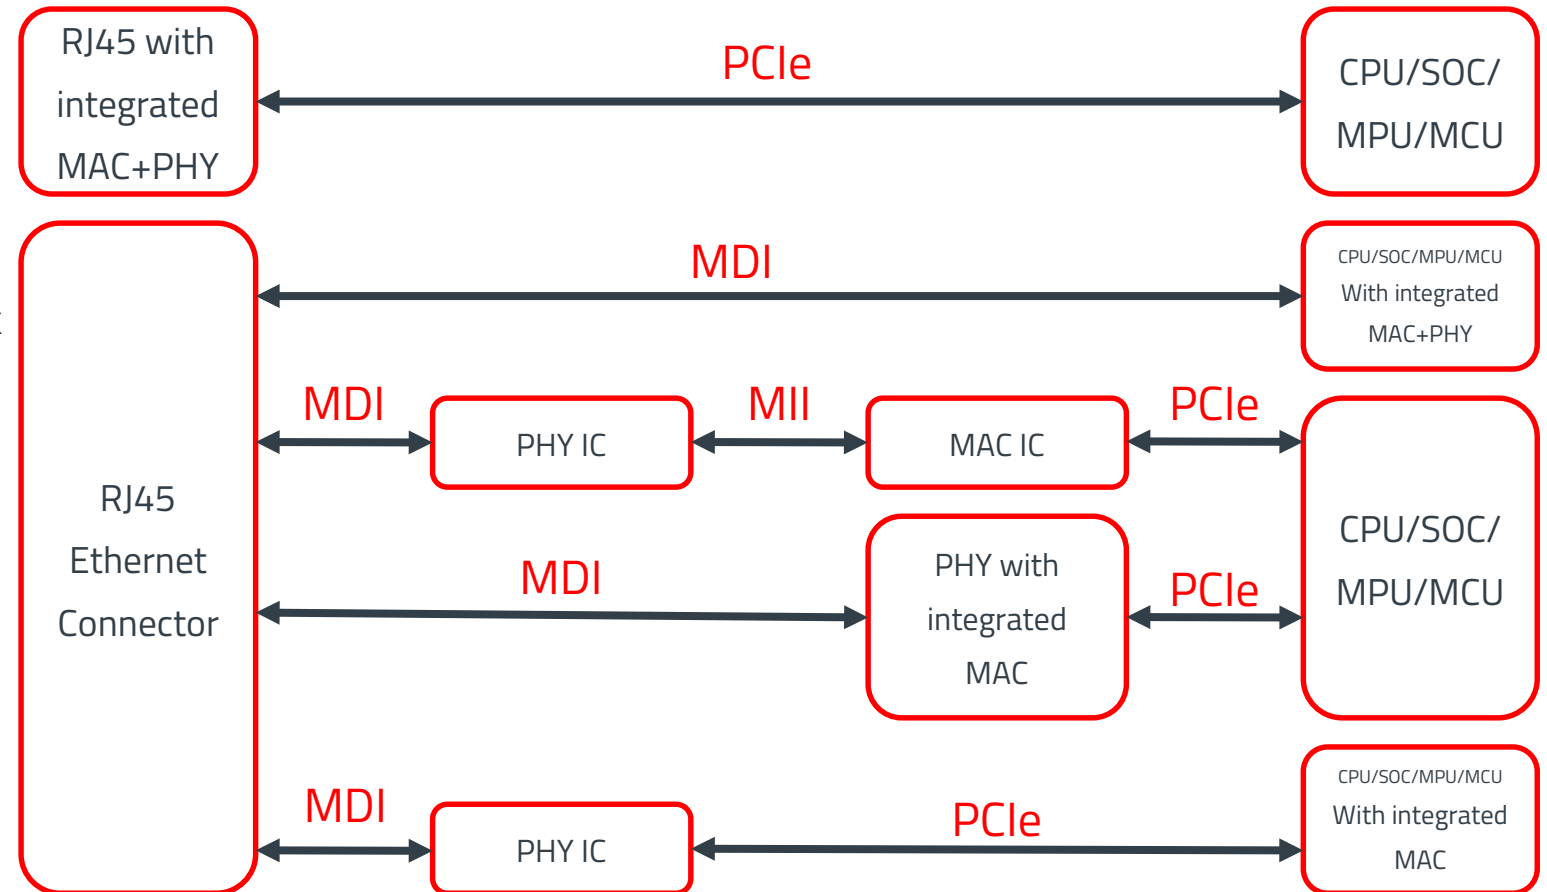 RJ45 with
integrated
MAC+PHY
PCIe
CPU/SOC/
MPU/MCU
MDI
CPU/SOC/MPU/MCU
With integrated
MAC+PHY
RJ45
Ethernet
Connector
MDI
PHY IC
MII
MAC IC
PCIe
CPU/SOC/
MPU/MCU
MDI
PHY with
integrated
MAC
PCIe
MDI
PHY IC
PCIe
CPU/SOC/MPU/MCU
With integrated
MAC